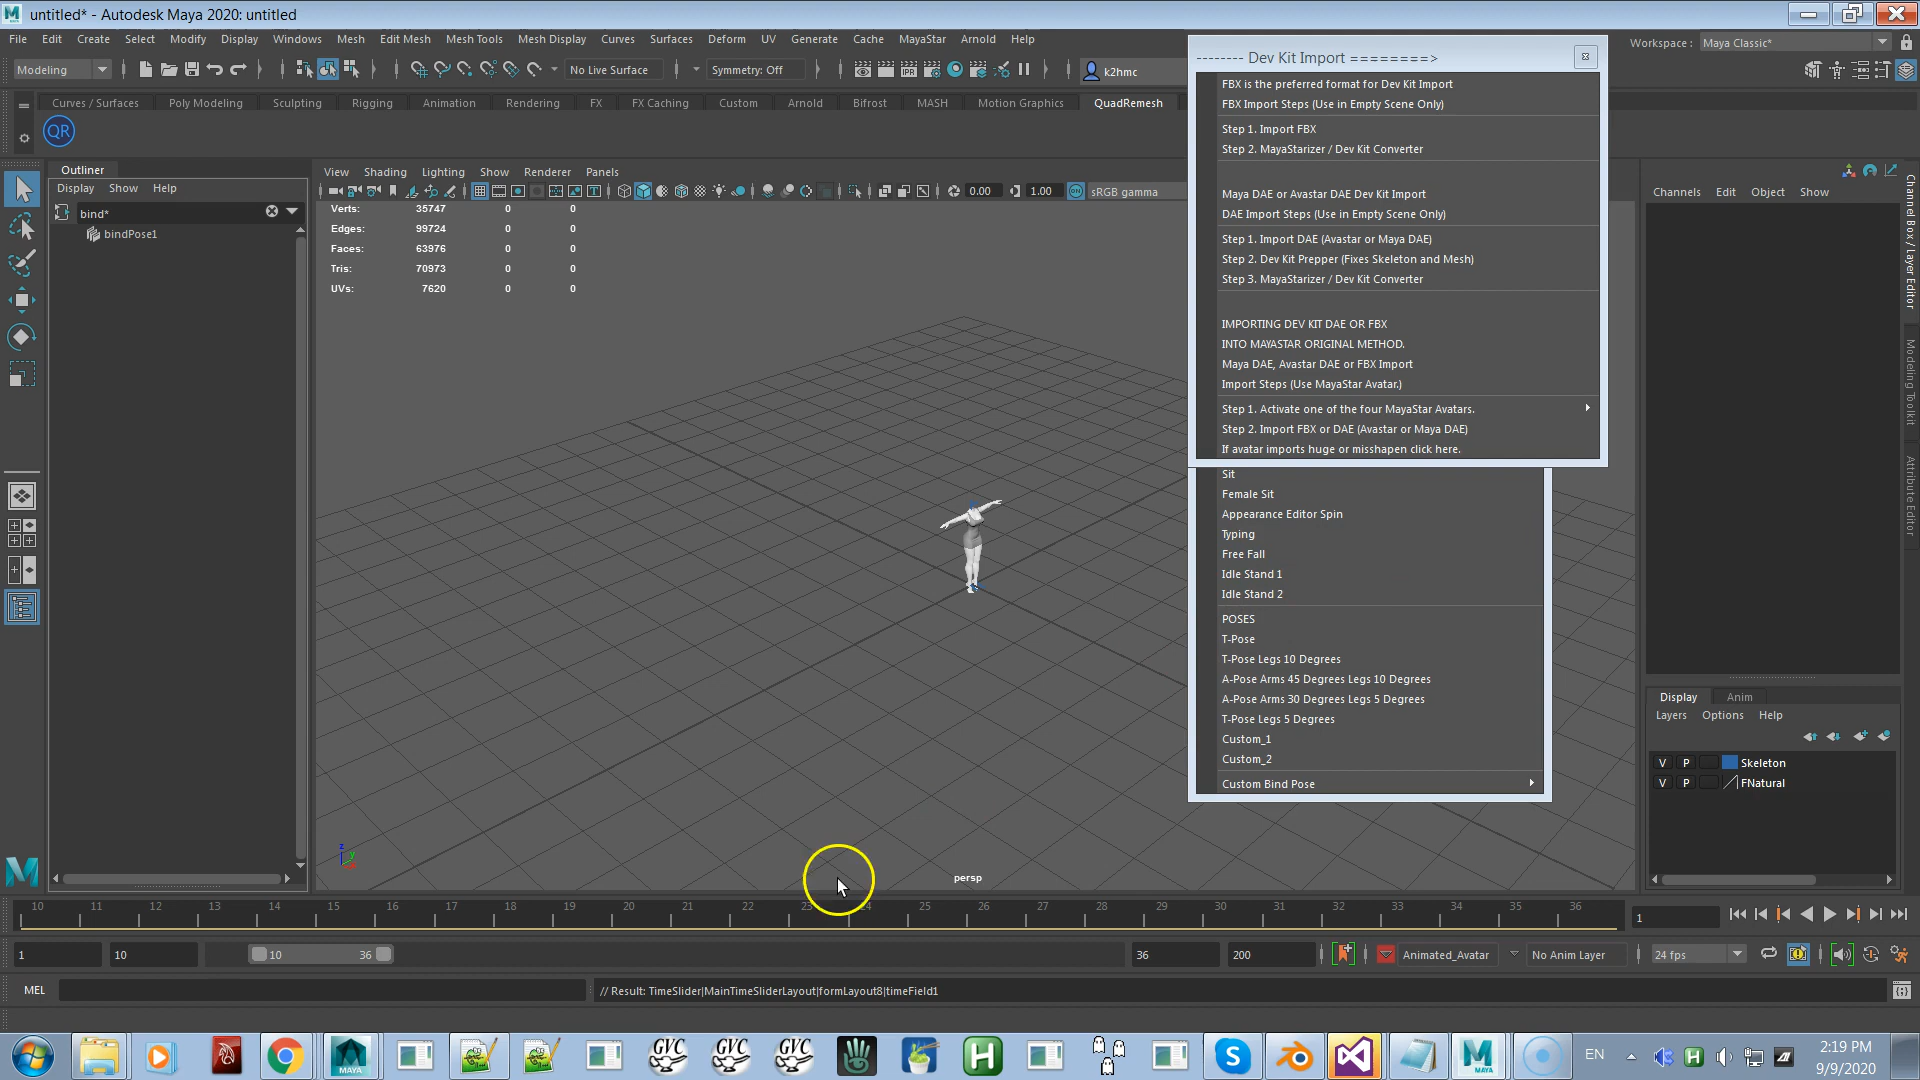 untitled* - Autodesk Maya 2020: untitled
File Edit Create Select Modify Display Windows Mesh Edit Mesh Mesh Tools Mesh Display Curves Surfaces Deform UV Generate Cache MayaStar Arnold Help
Workspace : Maya Classic*
Modeling
No Live Surface
Symmetry: Off
k2hmc
Curves / Surfaces Poly Modeling Sculpting Rigging Animation Rendering FX FX Caching Custom Arnold Bifrost MASH Motion Graphics QuadRemesh
QR
Outliner
Display Show Help
bind*
bindPose1
View Shading Lighting Show Renderer Panels
0.00 1.00 sRGB gamma
Verts: 35747 0 0
Edges: 99724 0 0
Faces: 63976 0 0
Tris: 70973 0 0
UVs: 7620 0 0
persp
-------- Dev Kit Import ========>
FBX is the preferred format for Dev Kit Import
FBX Import Steps (Use in Empty Scene Only)
Step 1. Import FBX
Step 2. MayaStarizer / Dev Kit Converter
Maya DAE or Avastar DAE Dev Kit Import
DAE Import Steps (Use in Empty Scene Only)
Step 1. Import DAE (Avastar or Maya DAE)
Step 2. Dev Kit Prepper (Fixes Skeleton and Mesh)
Step 3. MayaStarizer / Dev Kit Converter
IMPORTING DEV KIT DAE OR FBX
INTO MAYASTAR ORIGINAL METHOD.
Maya DAE, Avastar DAE or FBX Import
Import Steps (Use MayaStar Avatar.)
Step 1. Activate one of the four MayaStar Avatars.
Step 2. Import FBX or DAE (Avastar or Maya DAE)
If avatar imports huge or misshapen click here.
Sit
Female Sit
Appearance Editor Spin
Typing
Free Fall
Idle Stand 1
Idle Stand 2
POSES
T-Pose
T-Pose Legs 10 Degrees
A-Pose Arms 45 Degrees Legs 10 Degrees
A-Pose Arms 30 Degrees Legs 5 Degrees
T-Pose Legs 5 Degrees
Custom_1
Custom_2
Custom Bind Pose
Channels Edit Object Show
Channel Box / Layer Editor
Modeling Toolkit
Attribute Editor
Display Anim
Layers Options Help
V P Skeleton
V P FNatural
10 11 12 13 14 15 16 17 18 19 20 21 22 23 24 25 26 27 28 29 30 31 32 33 34 35 36
1
1 10 10 36 36 200 Animated_Avatar No Anim Layer 24 fps
MEL
// Result: TimeSlider|MainTimeSliderLayout|formLayout8|timeField1
MAYA GVC GVC GVC
EN
2:19 PM
9/9/2020